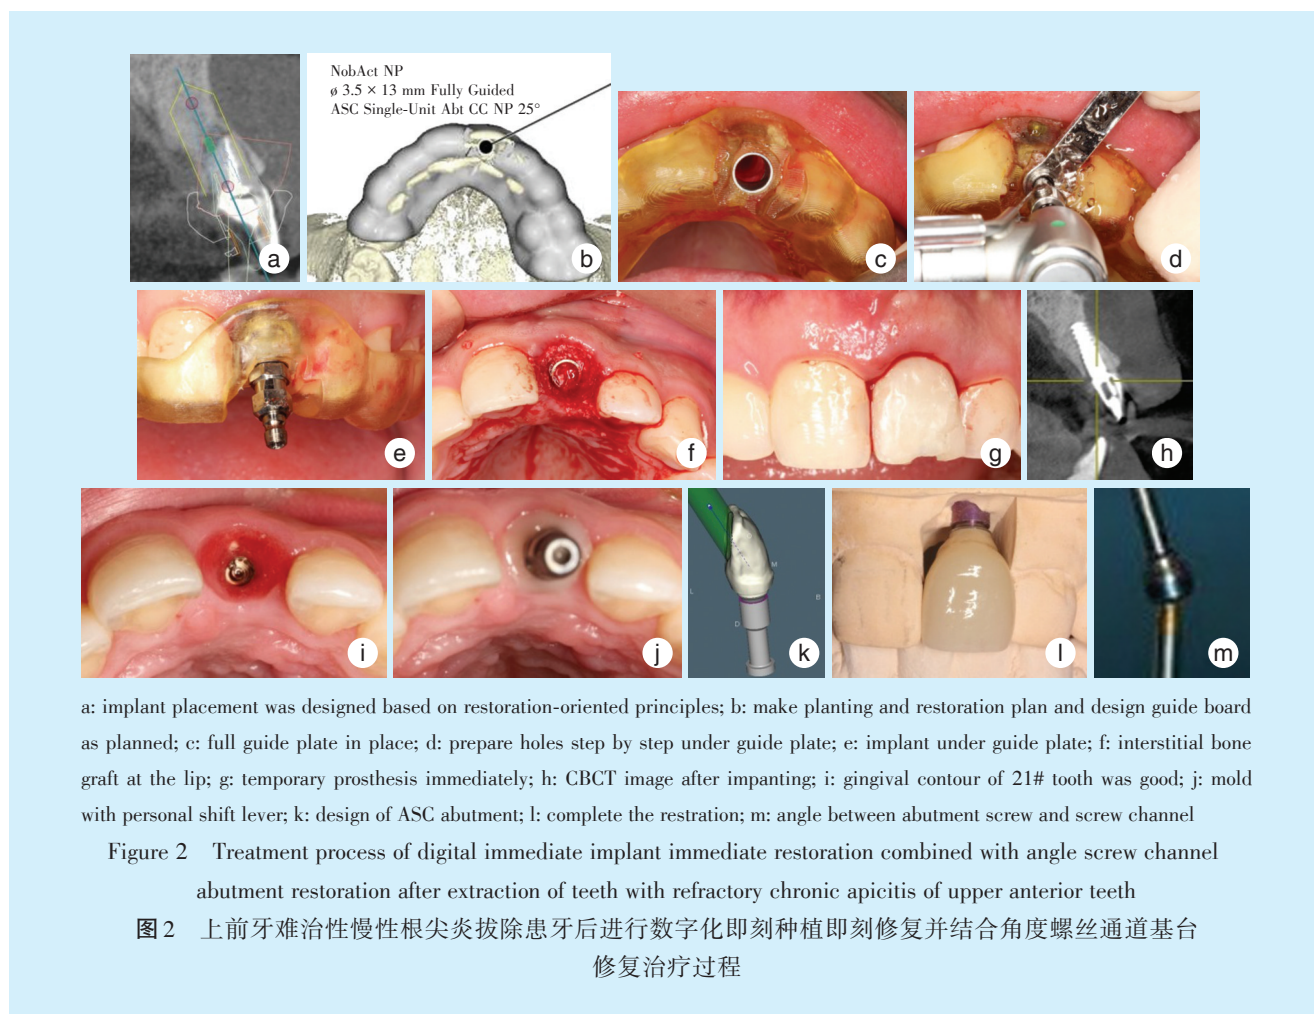 NobAct NP
ø 3.5 × 13 mm Fully Guided
ASC Single-Unit Abt CC NP 25°
a
b
c
d
e
f
g
h
i
j
M
L
B
D
k
l
m
a: implant placement was designed based on restoration-oriented principles; b: make planting and restoration plan and design guide board
as planned; c: full guide plate in place; d: prepare holes step by step under guide plate; e: implant under guide plate; f: interstitial bone
graft at the lip; g: temporary prosthesis immediately; h: CBCT image after impanting; i: gingival contour of 21# tooth was good; j: mold
with personal shift lever; k: design of ASC abutment; l: complete the restration; m: angle between abutment screw and screw channel
Figure 2 Treatment process of digital immediate implant immediate restoration combined with angle screw channel
abutment restoration after extraction of teeth with refractory chronic apicitis of upper anterior teeth
图2 上前牙难治性慢性根尖炎拔除患牙后进行数字化即刻种植即刻修复并结合角度螺丝通道基台
修复治疗过程